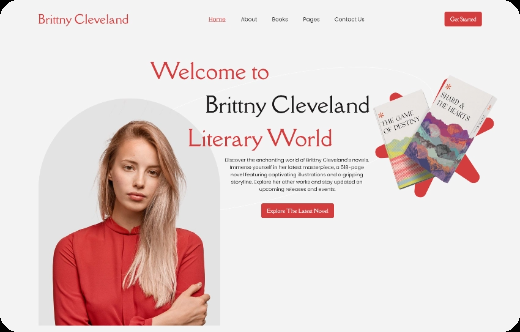 Brittny Cleveland
Home About Books Pages Contact Us
Get Started
Welcome to
Brittny Cleveland
Literary World
Discover the enchanting world of Brittny Cleveland's novels.
Immerse yourself in her latest masterpiece, a 518-page
novel featuring captivating illustrations and a gripping
storyline. Explore her other works and stay updated on
upcoming releases and events.
Explore The Latest Novel
THE GAME
OF DESTINY
SHARD &
THE HEARTS